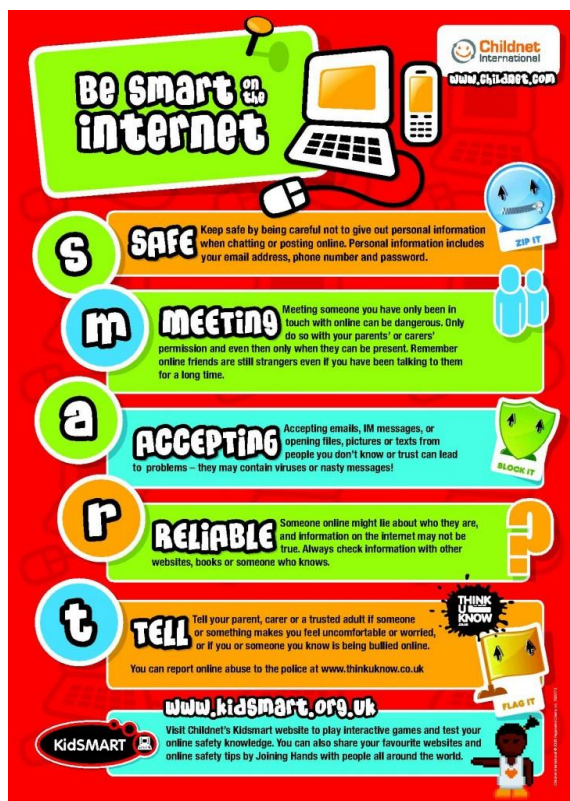 Be smart on the
internet
Childnet
International
www.childnet.com
s
SAFE
Keep safe by being careful not to give out personal information
when chatting or posting online. Personal information includes
your email address, phone number and password.
ZIP IT
m
MEETING
Meeting someone you have only been in
touch with online can be dangerous. Only
do so with your parents' or carers'
permission and even then only when they can be present. Remember
online friends are still strangers even if you have been talking to them
for a long time.
a
ACCEPTING
Accepting emails, IM messages, or
opening files, pictures or texts from
people you don't know or trust can lead
to problems – they may contain viruses or nasty messages!
BLOCK IT
r
RELIABLE
Someone online might lie about who they are,
and information on the internet may not be
true. Always check information with other
websites, books or someone who knows.
t
TELL
Tell your parent, carer or a trusted adult if someone
or something makes you feel uncomfortable or worried,
or if you or someone you know is being bullied online.
You can report online abuse to the police at www.thinkuknow.co.uk
THINK
U
KNOW
FLAG IT
www.kidsmart.org.uk
KidSMART
Visit Childnet's Kidsmart website to play interactive games and test your
online safety knowledge. You can also share your favourite websites and
online safety tips by Joining Hands with people all around the world.